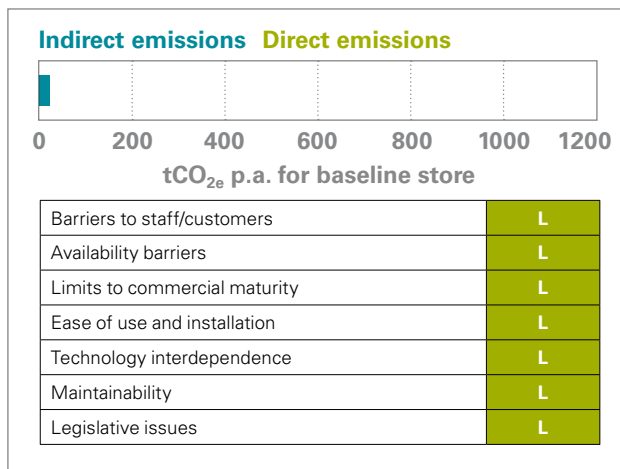 Indirect emissions Direct emissions
0 200 400 600 800 1000 1200
tCO2e p.a. for baseline store
Barriers to staff/customers L
Availability barriers L
Limits to commercial maturity L
Ease of use and installation L
Technology interdependence L
Maintainability L
Legislative issues L